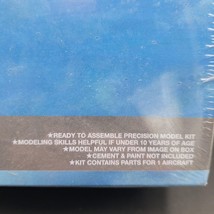 ★READY TO ASSEMBLE PRECISION MODEL KIT
★MODELING SKILLS HELPFUL IF UNDER 10 YEARS OF AGE
★MODEL MAY VARY FROM IMAGE ON BOX
★CEMENT & PAINT NOT INCLUDED
★KIT CONTAINS PARTS FOR 1 AIRCRAFT